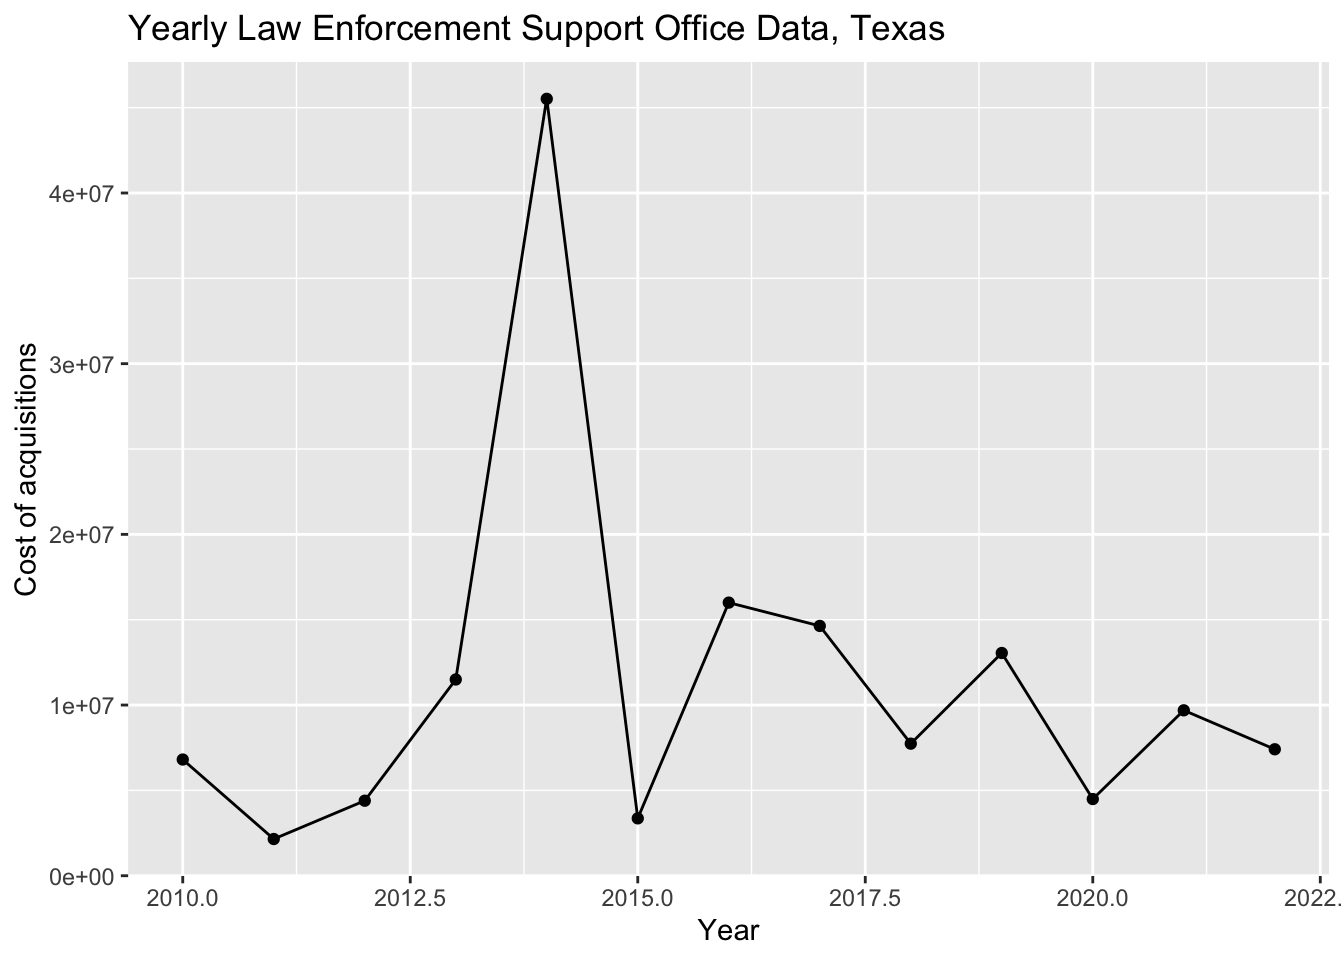 Yearly Law Enforcement Support Office Data, Texas
Cost of acquisitions
4e+07
3e+07
2e+07
1e+07
0e+00
2010.0 2012.5 2015.0 2017.5 2020.0 2022.
Year